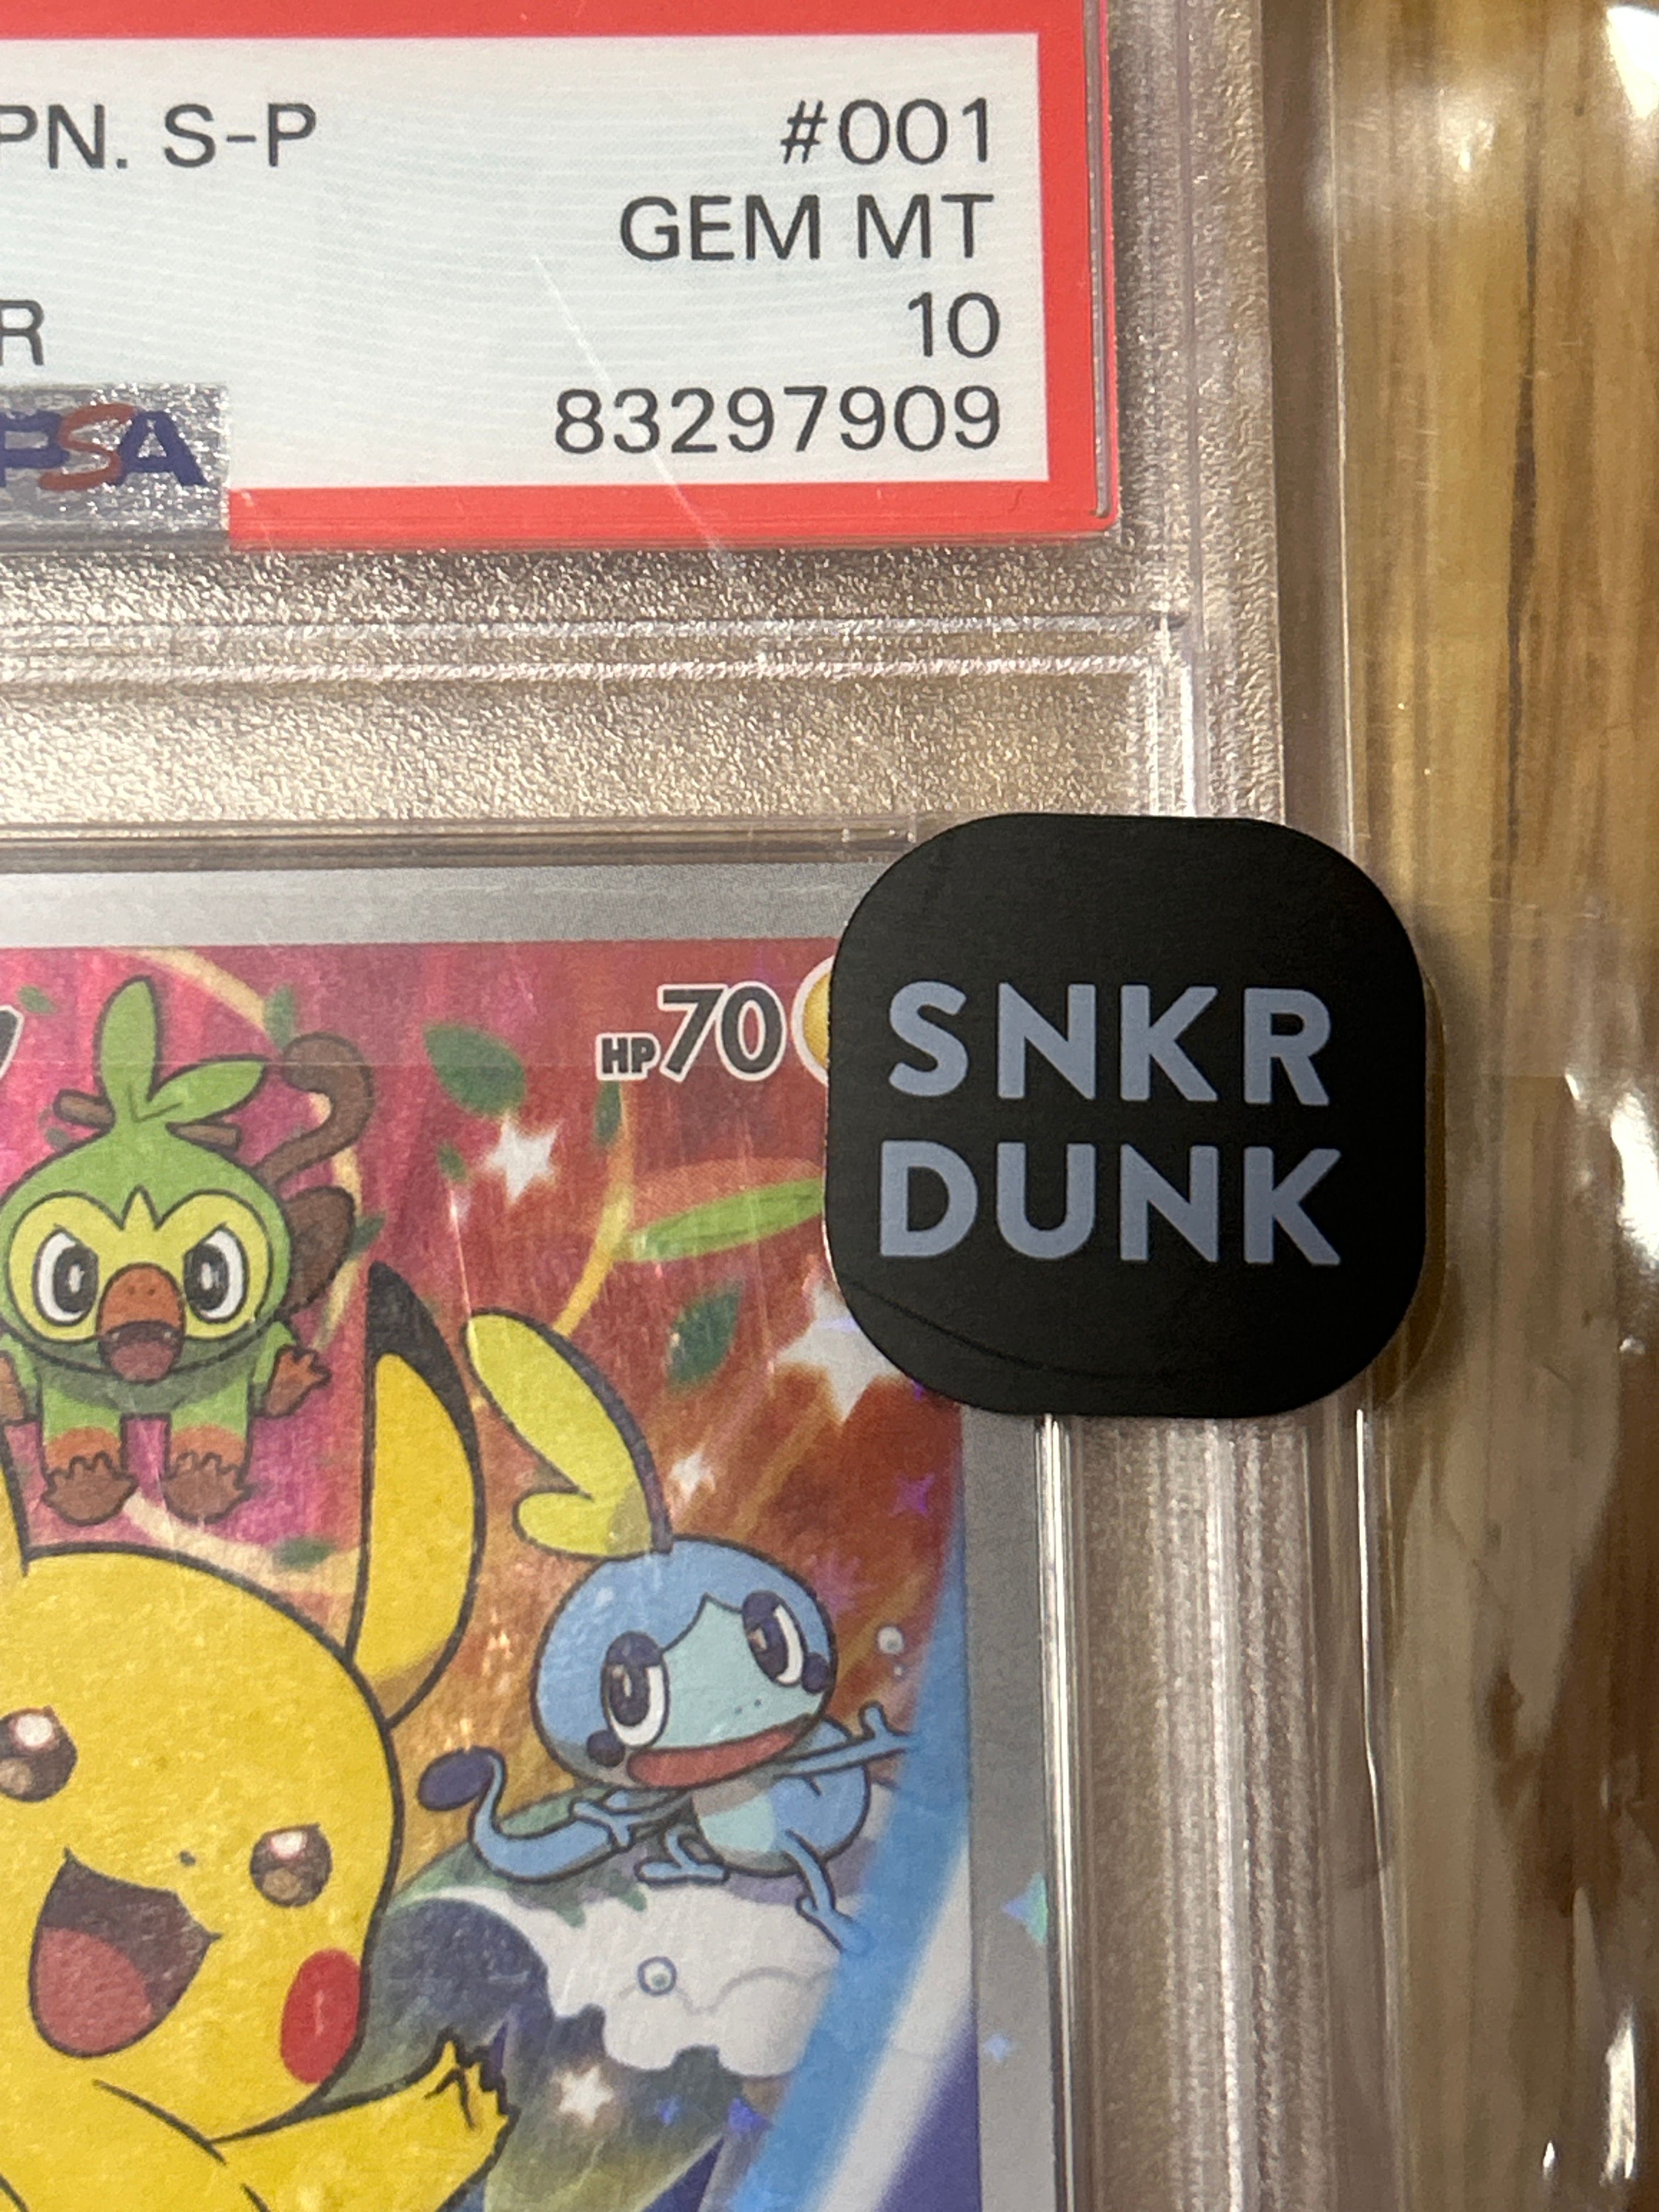 PN. S-P #001
GEM MT
R 10
PSA 83297909
HP70
SNKR
DUNK